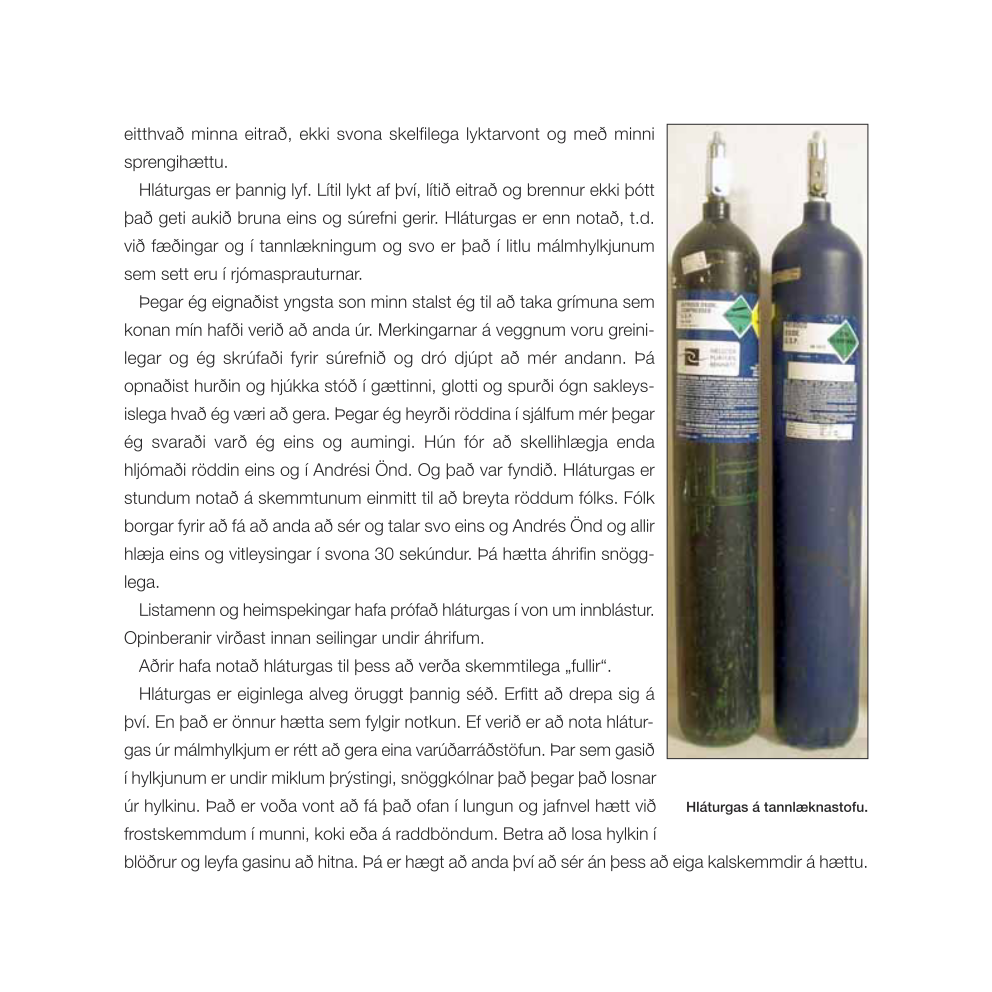 eitthvað minna eitrað, ekki svona skelfilega lyktarvont og með minni
sprengihættu.
Hláturgas er þannig lyf. Lítil lykt af því, lítið eitrað og brennur ekki þótt
það geti aukið bruna eins og súrefni gerir. Hláturgas er enn notað, t.d.
við fæðingar og í tannlækningum og svo er það í litlu málmhylkjunum
sem sett eru í rjómasprauturnar.
Þegar ég eignaðist yngsta son minn stalst ég til að taka grímuna sem
konan mín hafði verið að anda úr. Merkingarnar á veggnum voru greini-
legar og ég skrúfaði fyrir súrefnið og dró djúpt að mér andann. Þá
opnaðist hurðin og hjúkka stóð í gættinni, glotti og spurði ógn sakleys-
islega hvað ég væri að gera. Þegar ég heyrði röddina í sjálfum mér þegar
ég svaraði varð ég eins og aumingi. Hún fór að skellihlægja enda
hljómaði röddin eins og í Andrési Önd. Og það var fyndið. Hláturgas er
stundum notað á skemmtunum einmitt til að breyta röddum fólks. Fólk
borgar fyrir að fá að anda að sér og talar svo eins og Andrés Önd og allir
hlæja eins og vitleysingar í svona 30 sekúndur. Þá hætta áhrifin snögg-
lega.
Listamenn og heimspekingar hafa prófað hláturgas í von um innblástur.
Opinberanir virðast innan seilingar undir áhrifum.
Aðrir hafa notað hláturgas til þess að verða skemmtilega „fullir“.
Hláturgas er eiginlega alveg öruggt þannig séð. Erfitt að drepa sig á
því. En það er önnur hætta sem fylgir notkun. Ef verið er að nota hlátur-
gas úr málmhylkjum er rétt að gera eina varúðarráðstöfun. Þar sem gasið
í hylkjunum er undir miklum þrýstingi, snöggkólnar það þegar það losnar
úr hylkinu. Það er voða vont að fá það ofan í lungun og jafnvel hætt við
frostskemmdum í munni, koki eða á raddböndum. Betra að losa hylkin í
blöðrur og leyfa gasinu að hitna. Þá er hægt að anda því að sér án þess að eiga kalskemmdir á hættu.
NITROUS OXIDE,
COMPRESSED
U.S.P.
PURITAN
BENNETT
NITROUS
OXIDE
U.S.P.
Hláturgas á tannlæknastofu.